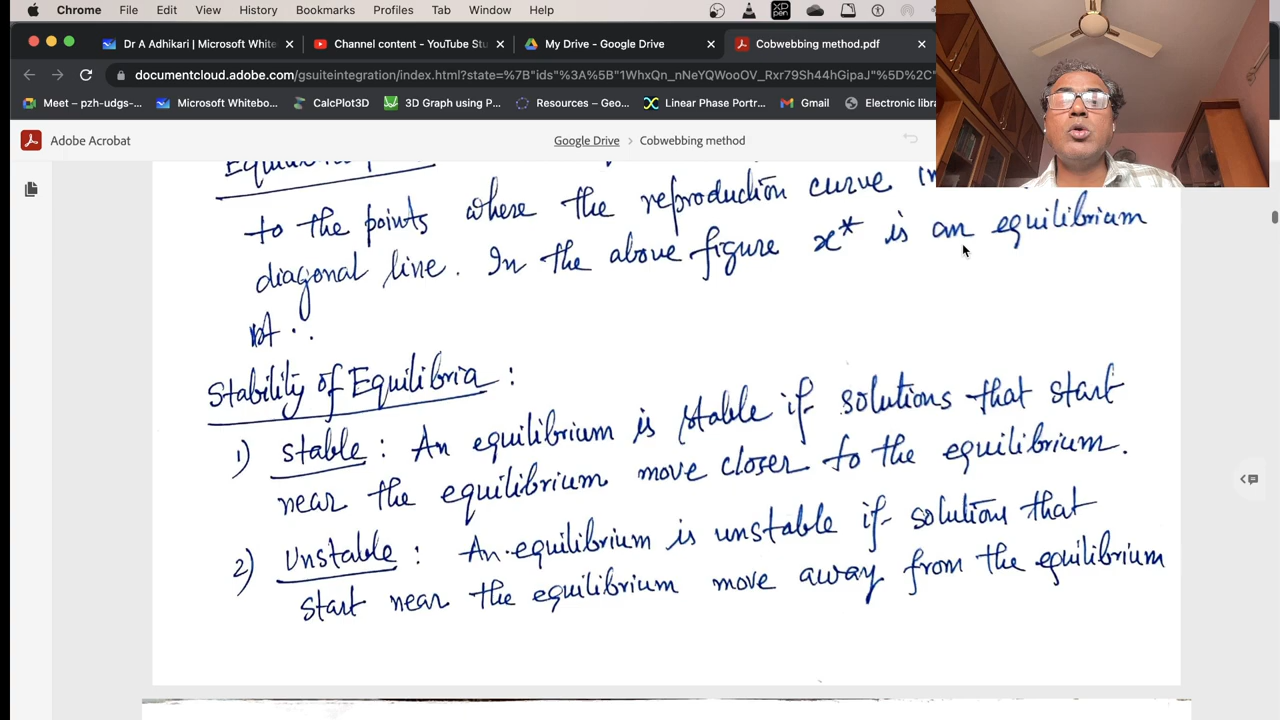 Chrome File Edit View History Bookmarks Profiles Tab Window Help
Dr A Adhikari | Microsoft White
Channel content - YouTube Stu
My Drive - Google Drive
Cobwebbing method.pdf
documentcloud.adobe.com/gsuiteintegration/index.html?state=%7B"ids"%3A%5B"1WhxQn_nNeYQWooOV_Rxr79Sh44hGipaJ"%5D%2C"
Meet – pzh-udgs-...
Microsoft Whitebo...
CalcPlot3D
3D Graph using P...
Resources – Geo...
Linear Phase Portr...
Gmail
Electronic libra
Adobe Acrobat
Google Drive > Cobwebbing method
to the points where the reproduction curve in
diagonal line. In the above figure x* is an equilibrium
pt.
Stability of Equilibria :
1) stable : An equilibrium is stable if solutions that start
near the equilibrium move closer to the equilibrium.
2) Unstable : An equilibrium is unstable if solutions that
start near the equilibrium move away from the equilibrium